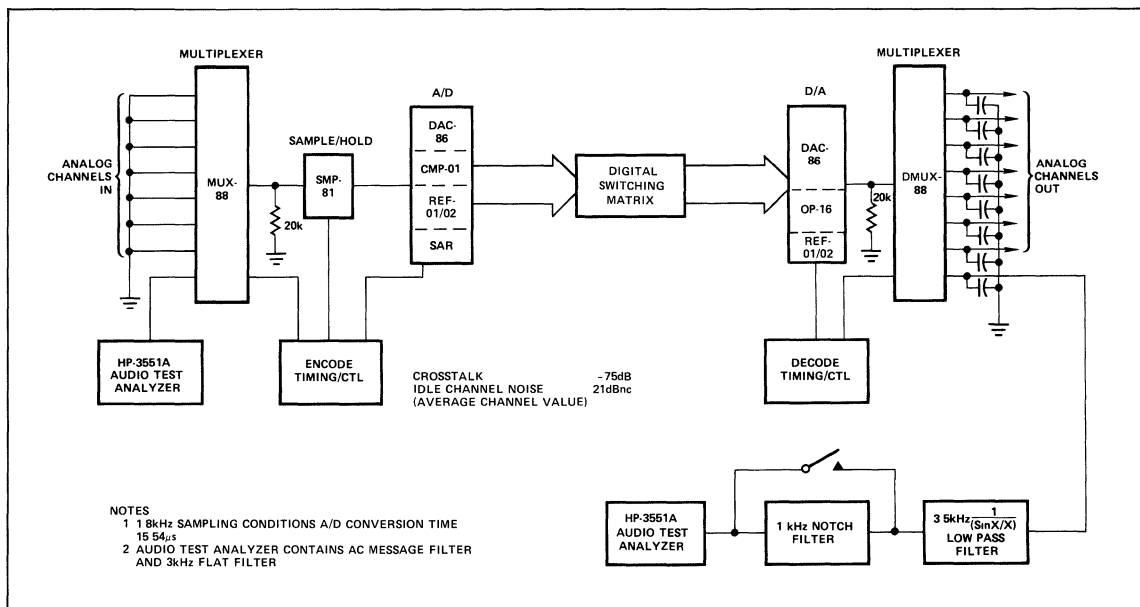 MULTIPLEXER
MUX-
88
ANALOG
CHANNELS
IN
20k
SAMPLE/HOLD
SMP-
81
A/D
DAC-
86
CMP-01
REF-
01/02
SAR
DIGITAL
SWITCHING
MATRIX
D/A
DAC-
86
OP-16
REF-
01/02
20k
MULTIPLEXER
DMUX-
88
ANALOG
CHANNELS
OUT
HP-3551A
AUDIO TEST
ANALYZER
ENCODE
TIMING/CTL
CROSSTALK -75dB
IDLE CHANNEL NOISE 21dBnc
(AVERAGE CHANNEL VALUE)
DECODE
TIMING/CTL
NOTES
1 1 8kHz SAMPLING CONDITIONS A/D CONVERSION TIME
15 54μs
2 AUDIO TEST ANALYZER CONTAINS AC MESSAGE FILTER
AND 3kHz FLAT FILTER
HP-3551A
AUDIO TEST
ANALYZER
1 kHz NOTCH
FILTER
3 5kHz 1/(SinX/X)
LOW PASS
FILTER